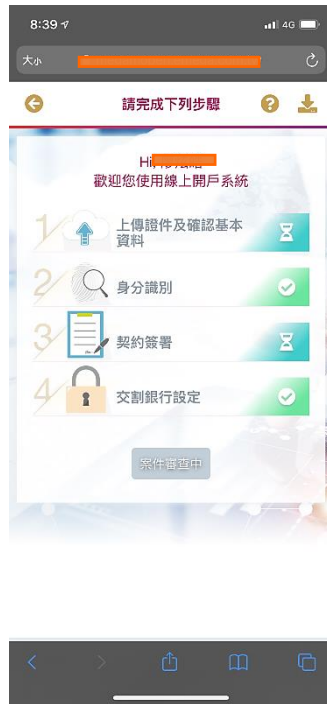 8:39
4G
大小
請完成下列步驟
?
Hi
歡迎您使用線上開戶系統
1
上傳證件及確認基本
資料
2
身分識別
3
契約簽署
4
交割銀行設定
案件審查中